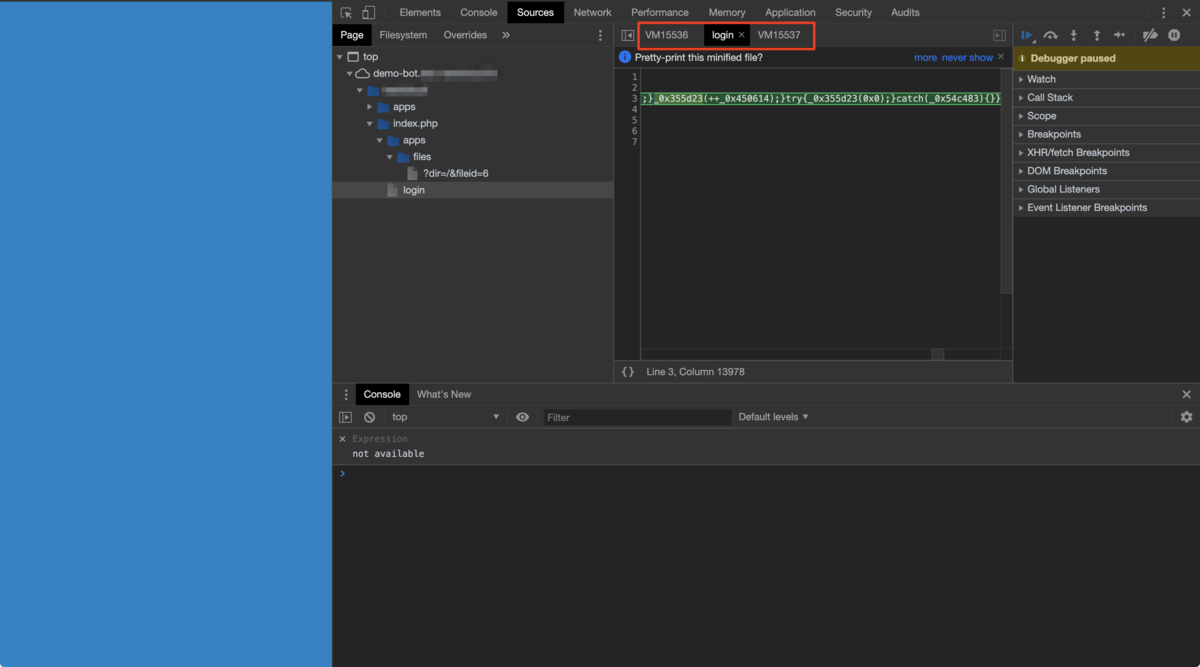 Elements Console Sources Network Performance Memory Application Security Audits
Page Filesystem Overrides »
VM15536 login × VM15537
Pretty-print this minified file? more never show ×
Debugger paused
top
demo-bot.
apps
index.php
apps
files
?dir=/&fileid=6
login
1
2
3 ;}_0x355d23(++_0x450614);}try{_0x355d23(0x0);}catch(_0x54c483){}}
4
5
6
7
Watch
Call Stack
Scope
Breakpoints
XHR/fetch Breakpoints
DOM Breakpoints
Global Listeners
Event Listener Breakpoints
{} Line 3, Column 13978
Console What's New
top Filter Default levels
Expression
not available